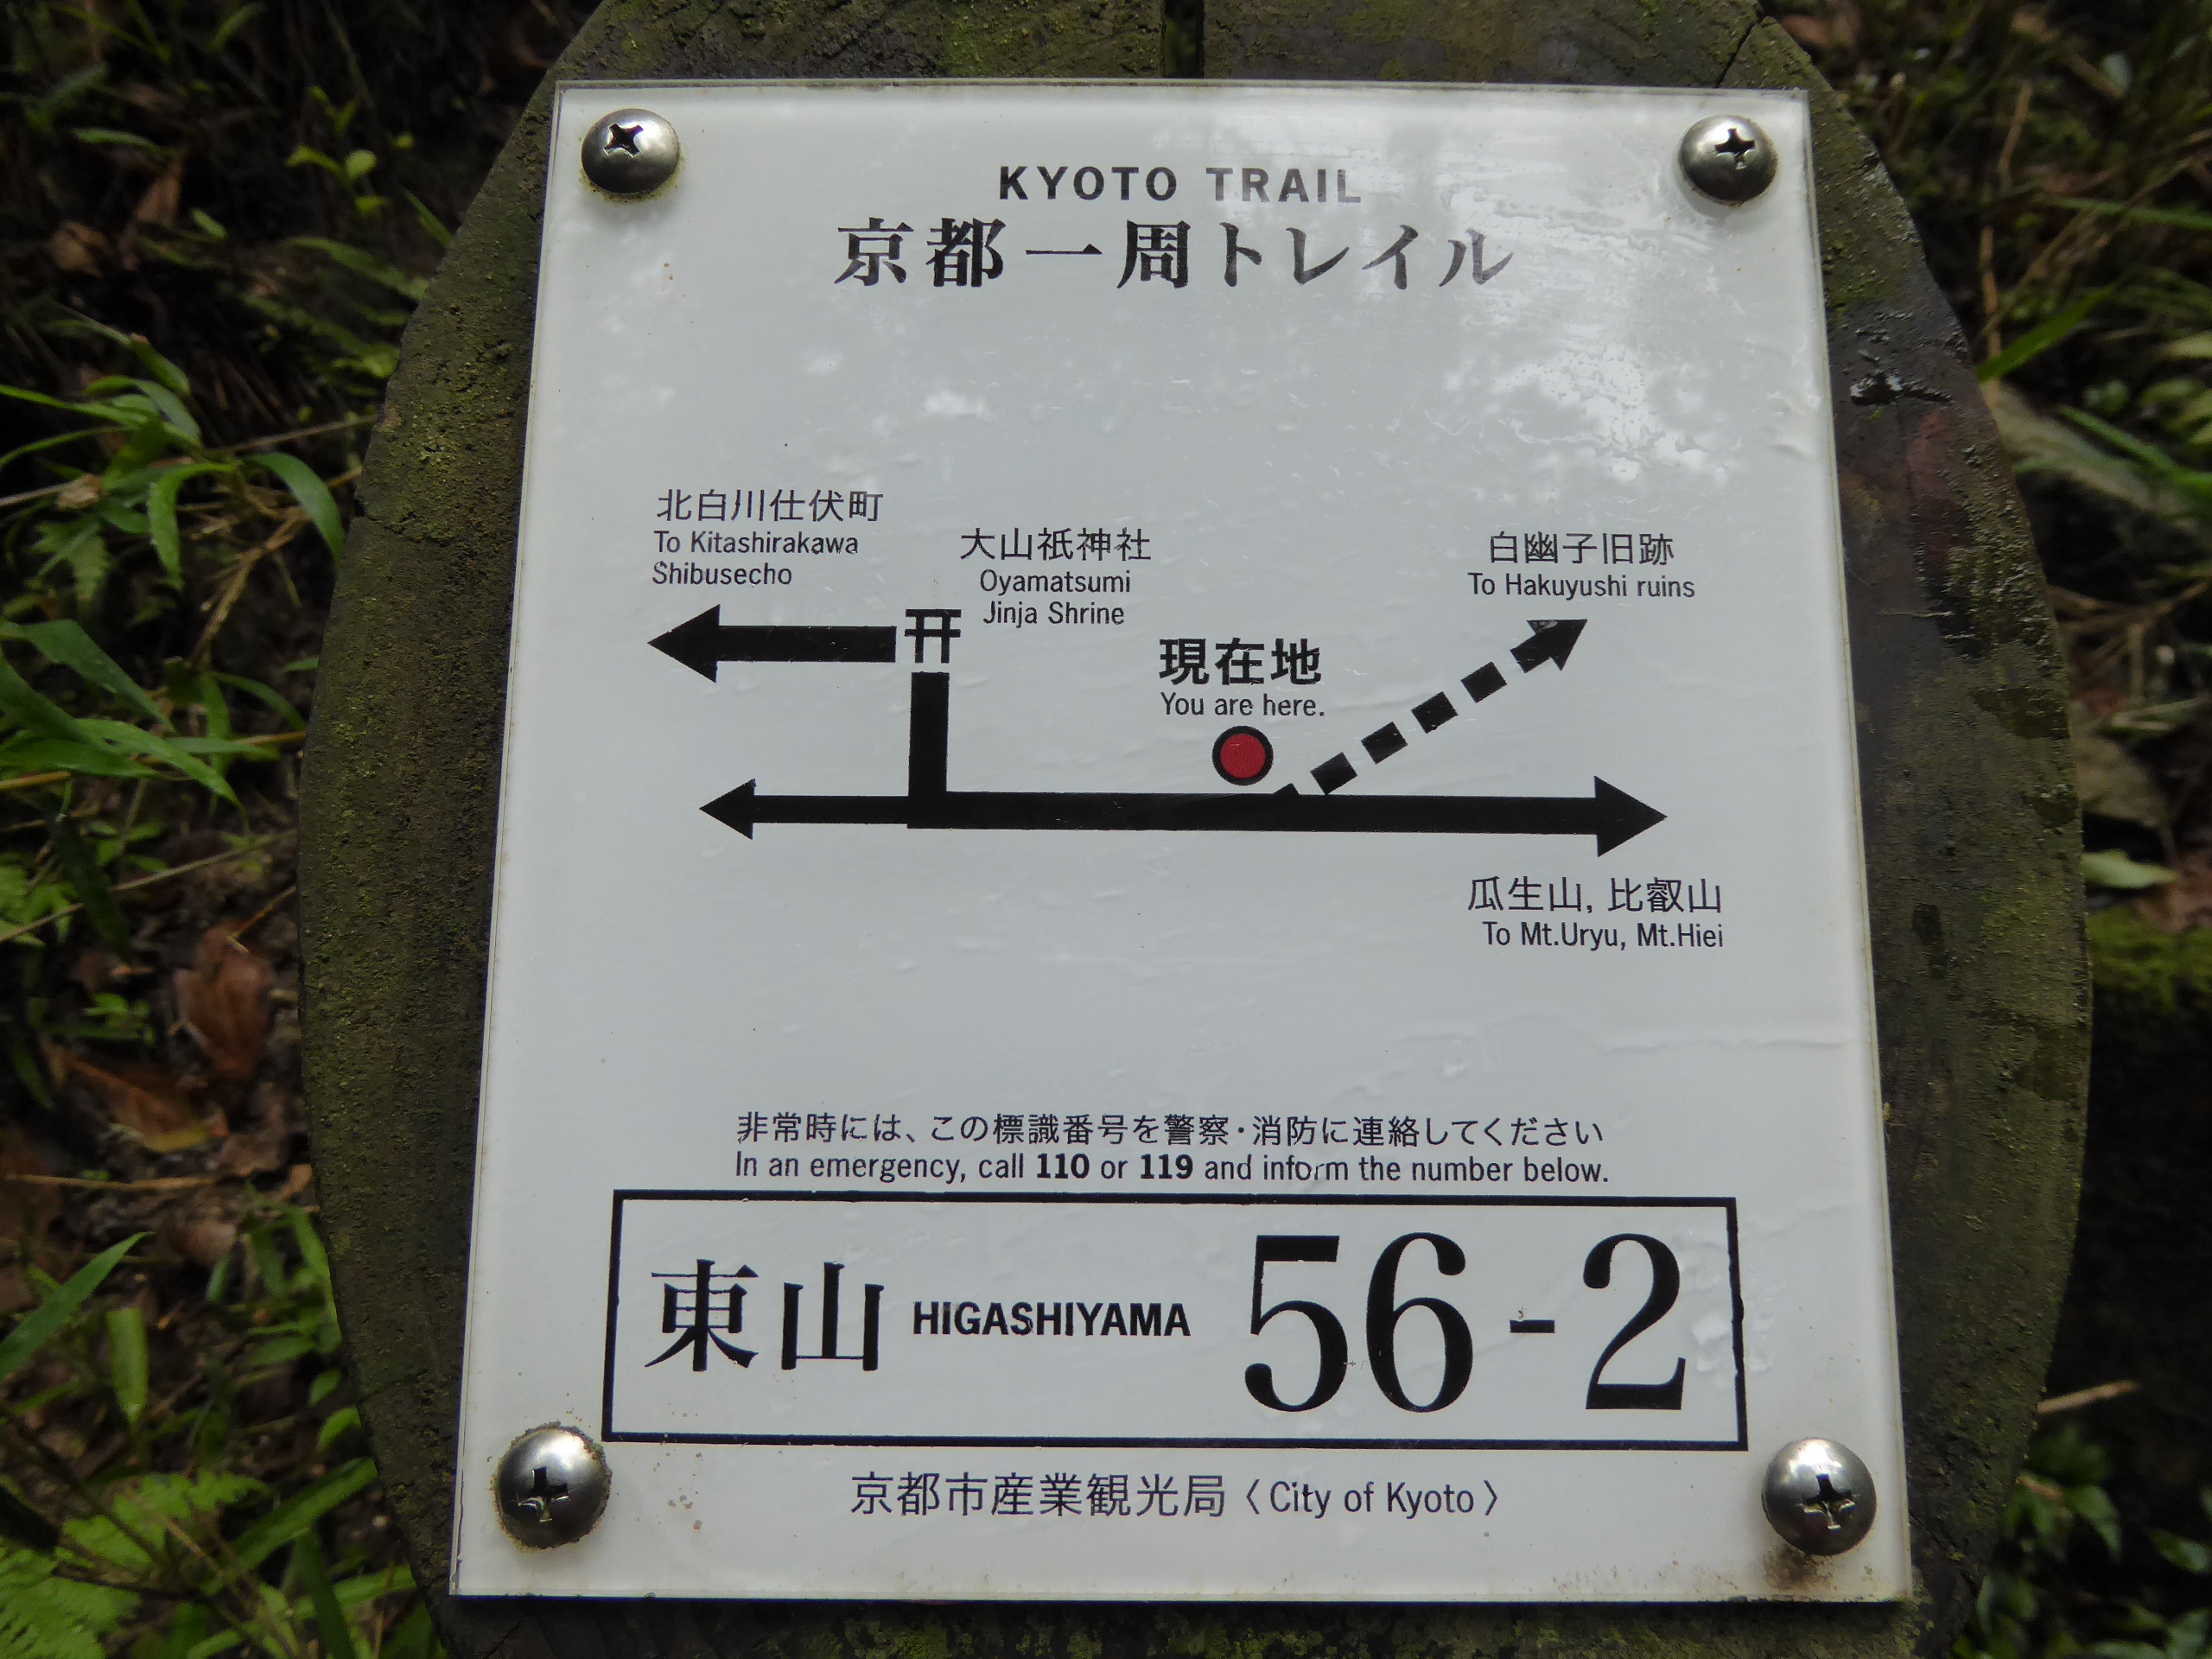 KYOTO TRAIL
京都一周トレイル
北白川仕伏町
To Kitashirakawa
Shibusecho
大山祇神社
Oyamatsumi
Jinja Shrine
白幽子旧跡
To Hakuyushi ruins
現在地
You are here.
瓜生山, 比叡山
To Mt.Uryu, Mt.Hiei
非常時には、この標識番号を警察・消防に連絡してください
In an emergency, call 110 or 119 and inform the number below.
東山 HIGASHIYAMA 56-2
京都市産業観光局〈City of Kyoto〉